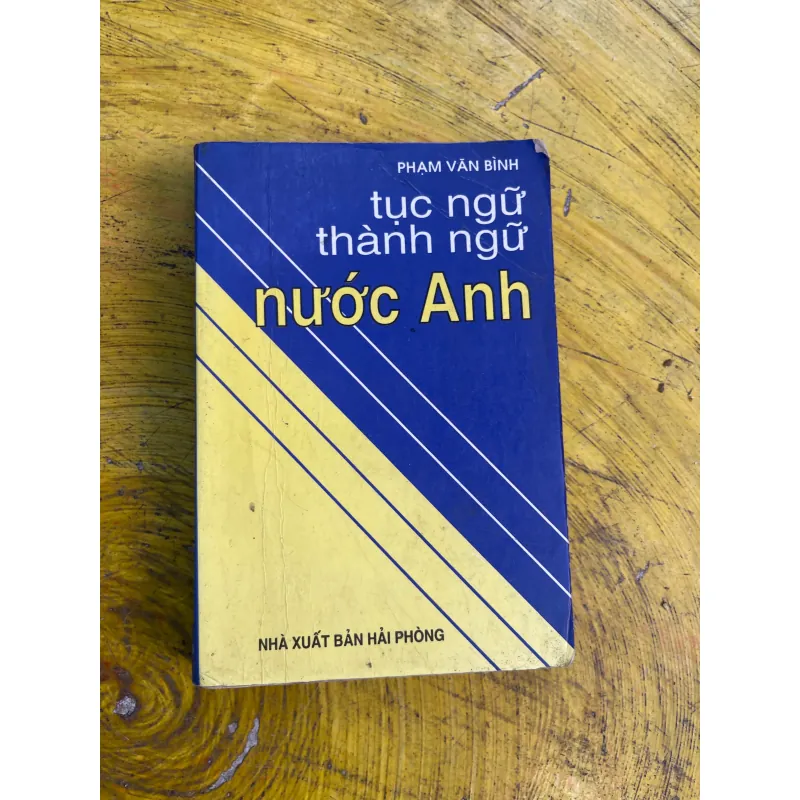 PHẠM VĂN BÌNH
tục ngữ
thành ngữ
nước Anh
NHÀ XUẤT BẢN HẢI PHÒNG